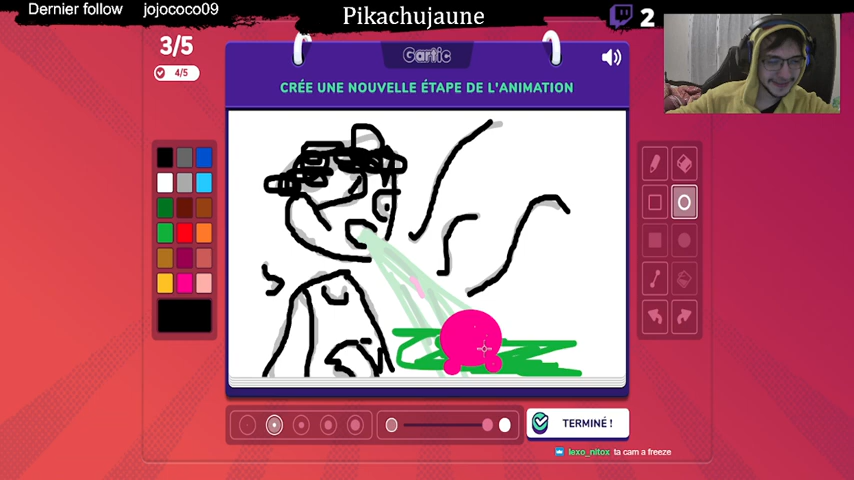 Dernier follow jojococo09
Pikachujaune
2
3/5
4/5
Gartic
CRÉE UNE NOUVELLE ÉTAPE DE L'ANIMATION
TERMINÉ !
lexo_nitox ta cam a freeze